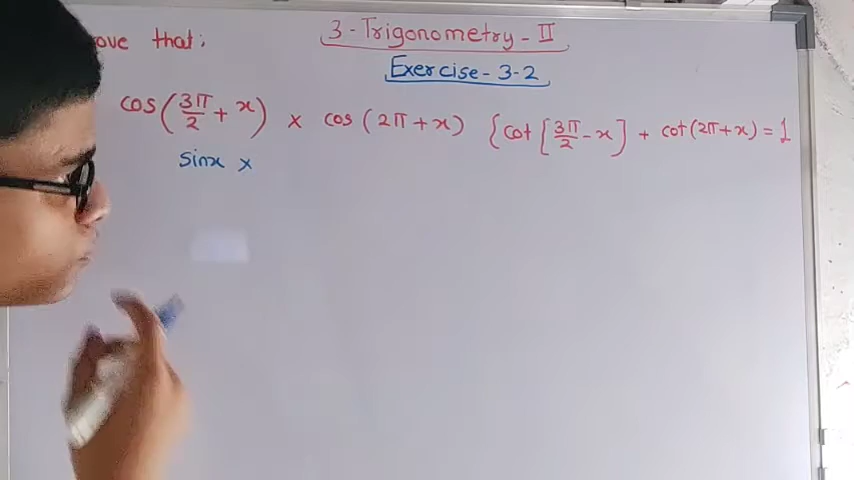 3 - Trigonometry - II
ove that:
Exercise - 3-2
cos(3π/2 + x) × cos (2π + x) {cot [3π/2 - x] + cot(2π + x) = 1
sinx ×